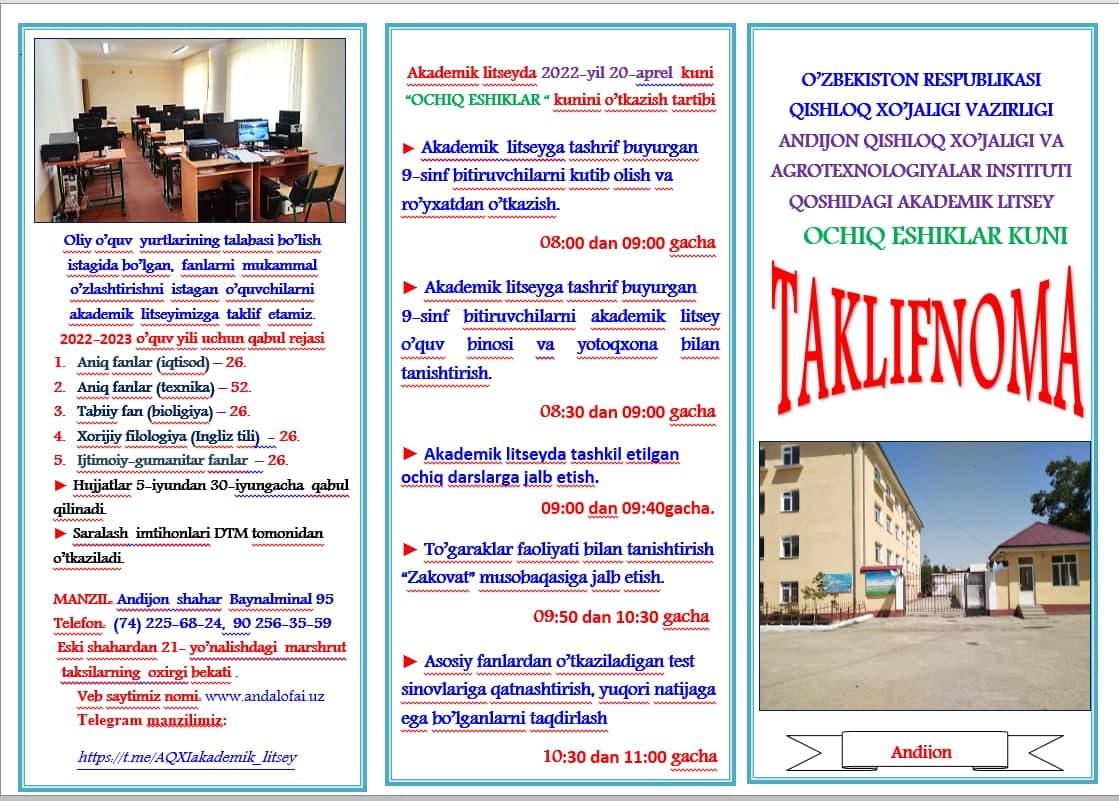 Oliy o’quv yurtlarining talabasi bo’lish
istagida bo’lgan, fanlarni mukammal
o’zlashtirishni istagan o’quvchilarni
akademik litseyimizga taklif etamiz.
2022-2023 o’quv yili uchun qabul rejasi
1. Aniq fanlar (iqtisod) – 26.
2. Aniq fanlar (texnika) – 52.
3. Tabiiy fan (bioligiya) – 26.
4. Xorijiy filologiya (Ingliz tili) – 26.
5. Ijtimoiy-gumanitar fanlar – 26.
► Hujjatlar 5-iyundan 30-iyungacha qabul
qilinadi.
► Saralash imtihonlari DTM tomonidan
o’tkaziladi.
MANZIL: Andijon shahar Baynalminal 95
Telefon: (74) 225-68-24, 90 256-35-59
Eski shahardan 21- yo’nalishdagi marshrut
taksilarning oxirgi bekati .
Veb saytimiz nomi: www.andalofai.uz
Telegram manzilimiz:
https://t.me/AQXIakademik_litsey
Akademik litseyda 2022-yil 20-aprel kuni
“OCHIQ ESHIKLAR “ kunini o’tkazish tartibi
► Akademik litseyga tashrif buyurgan
9-sinf bitiruvchilarni kutib olish va
ro’yxatdan o’tkazish.
08:00 dan 09:00 gacha
► Akademik litseyga tashrif buyurgan
9-sinf bitiruvchilarni akademik litsey
o’quv binosi va yotoqxona bilan
tanishtirish.
08:30 dan 09:00 gacha
► Akademik litseyda tashkil etilgan
ochiq darslarga jalb etish.
09:00 dan 09:40gacha.
► To’garaklar faoliyati bilan tanishtirish
“Zakovat” musobaqasiga jalb etish.
09:50 dan 10:30 gacha
► Asosiy fanlardan o’tkaziladigan test
sinovlariga qatnashtirish, yuqori natijaga
ega bo’lganlarni taqdirlash
10:30 dan 11:00 gacha
O’ZBEKISTON RESPUBLIKASI
QISHLOQ XO’JALIGI VAZIRLIGI
ANDIJON QISHLOQ XO’JALIGI VA
AGROTEXNOLOGIYALAR INSTITUTI
QOSHIDAGI AKADEMIK LITSEY
OCHIQ ESHIKLAR KUNI
TAKLIFNOMA
Andijon